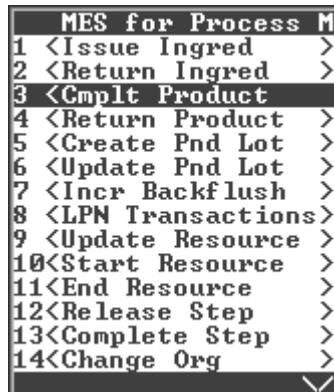 MES for Process M
1 <Issue Ingred >
2 <Return Ingred >
3 <Cmplt Product
4 <Return Product >
5 <Create Pnd Lot >
6 <Update Pnd Lot >
7 <Incr Backflush >
8 <LPN Transactions>
9 <Update Resource >
10<Start Resource >
11<End Resource >
12<Release Step >
13<Complete Step >
14<Change Org >